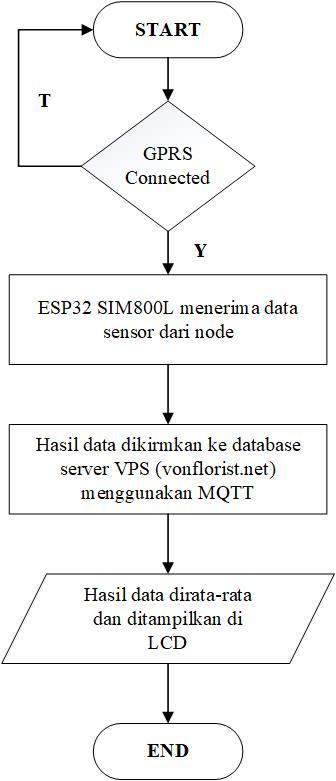 START
T
GPRS
Connected
Y
ESP32 SIM800L menerima data
sensor dari node
Hasil data dikirmkan ke database
server VPS (vonflorist.net)
menggunakan MQTT
Hasil data dirata-rata
dan ditampilkan di
LCD
END